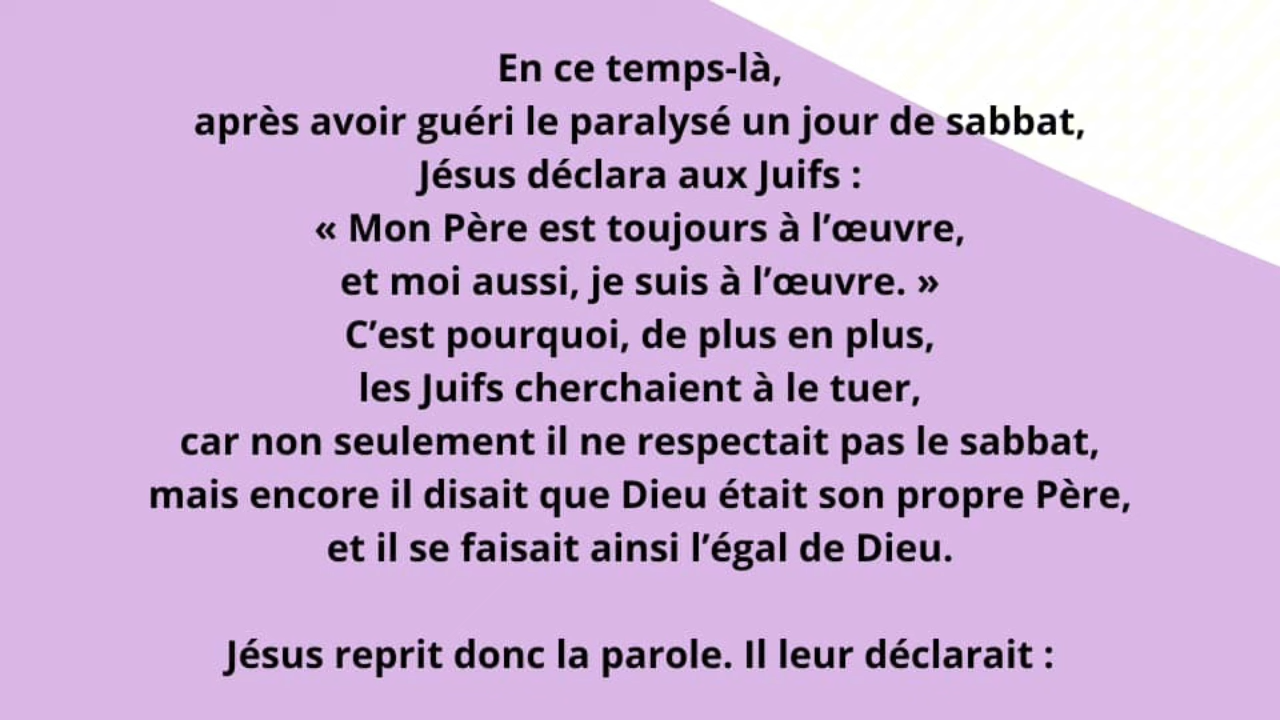 En ce temps-là,
après avoir guéri le paralysé un jour de sabbat,
Jésus déclara aux Juifs :
« Mon Père est toujours à l’œuvre,
et moi aussi, je suis à l’œuvre. »
C’est pourquoi, de plus en plus,
les Juifs cherchaient à le tuer,
car non seulement il ne respectait pas le sabbat,
mais encore il disait que Dieu était son propre Père,
et il se faisait ainsi l’égal de Dieu.
Jésus reprit donc la parole. Il leur déclarait :